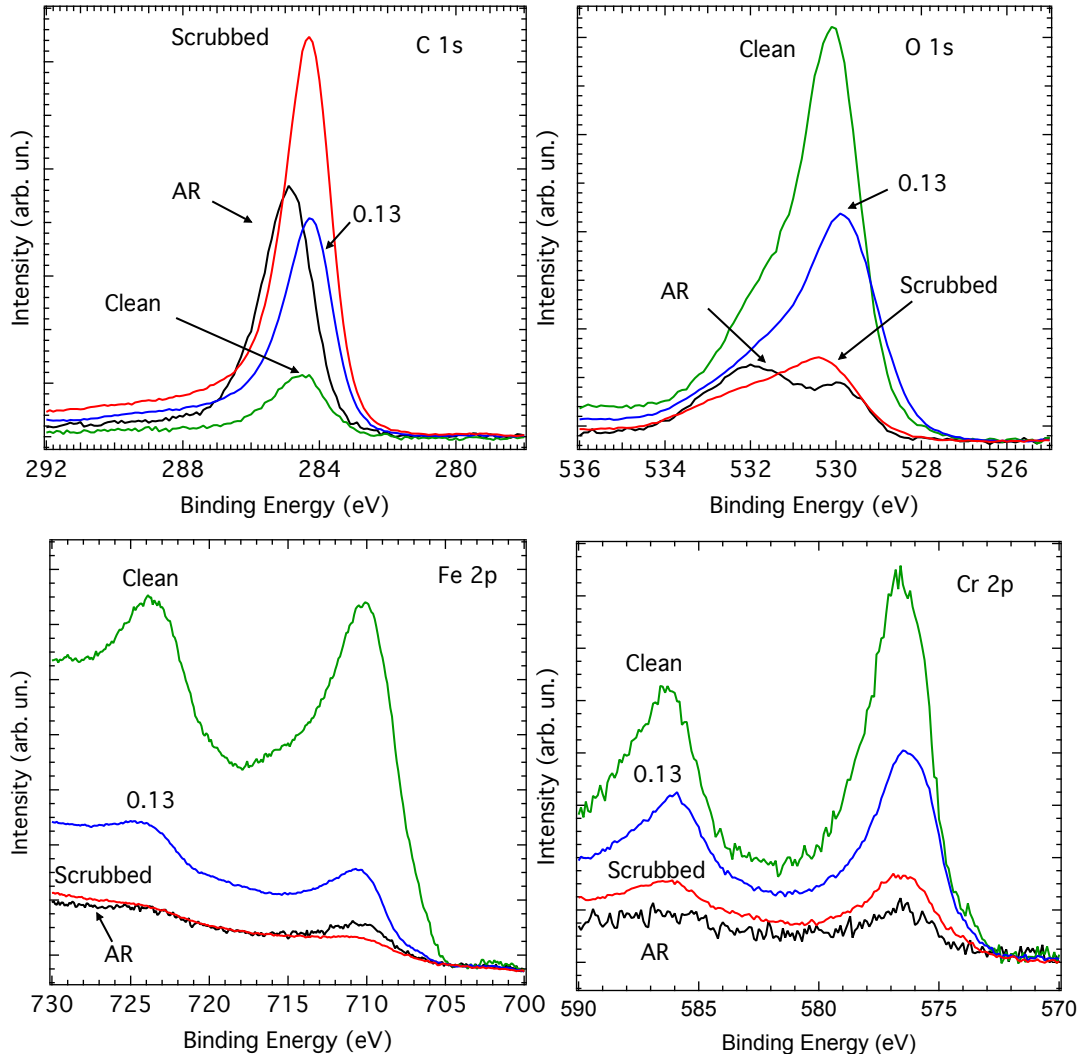 Scrubbed
C 1s
AR
0.13
Clean
Intensity (arb. un.)
292 288 284 280
Binding Energy (eV)
O 1s
Clean
0.13
Scrubbed
AR
Intensity (arb. un.)
536 534 532 530 528 526
Binding Energy (eV)
Clean
Fe 2p
0.13
Scrubbed
AR
Intensity (arb. un.)
730 725 720 715 710 705 700
Binding Energy (eV)
Cr 2p
Clean
0.13
Scrubbed
AR
Intensity (arb. un.)
590 585 580 575 570
Binding Energy (eV)